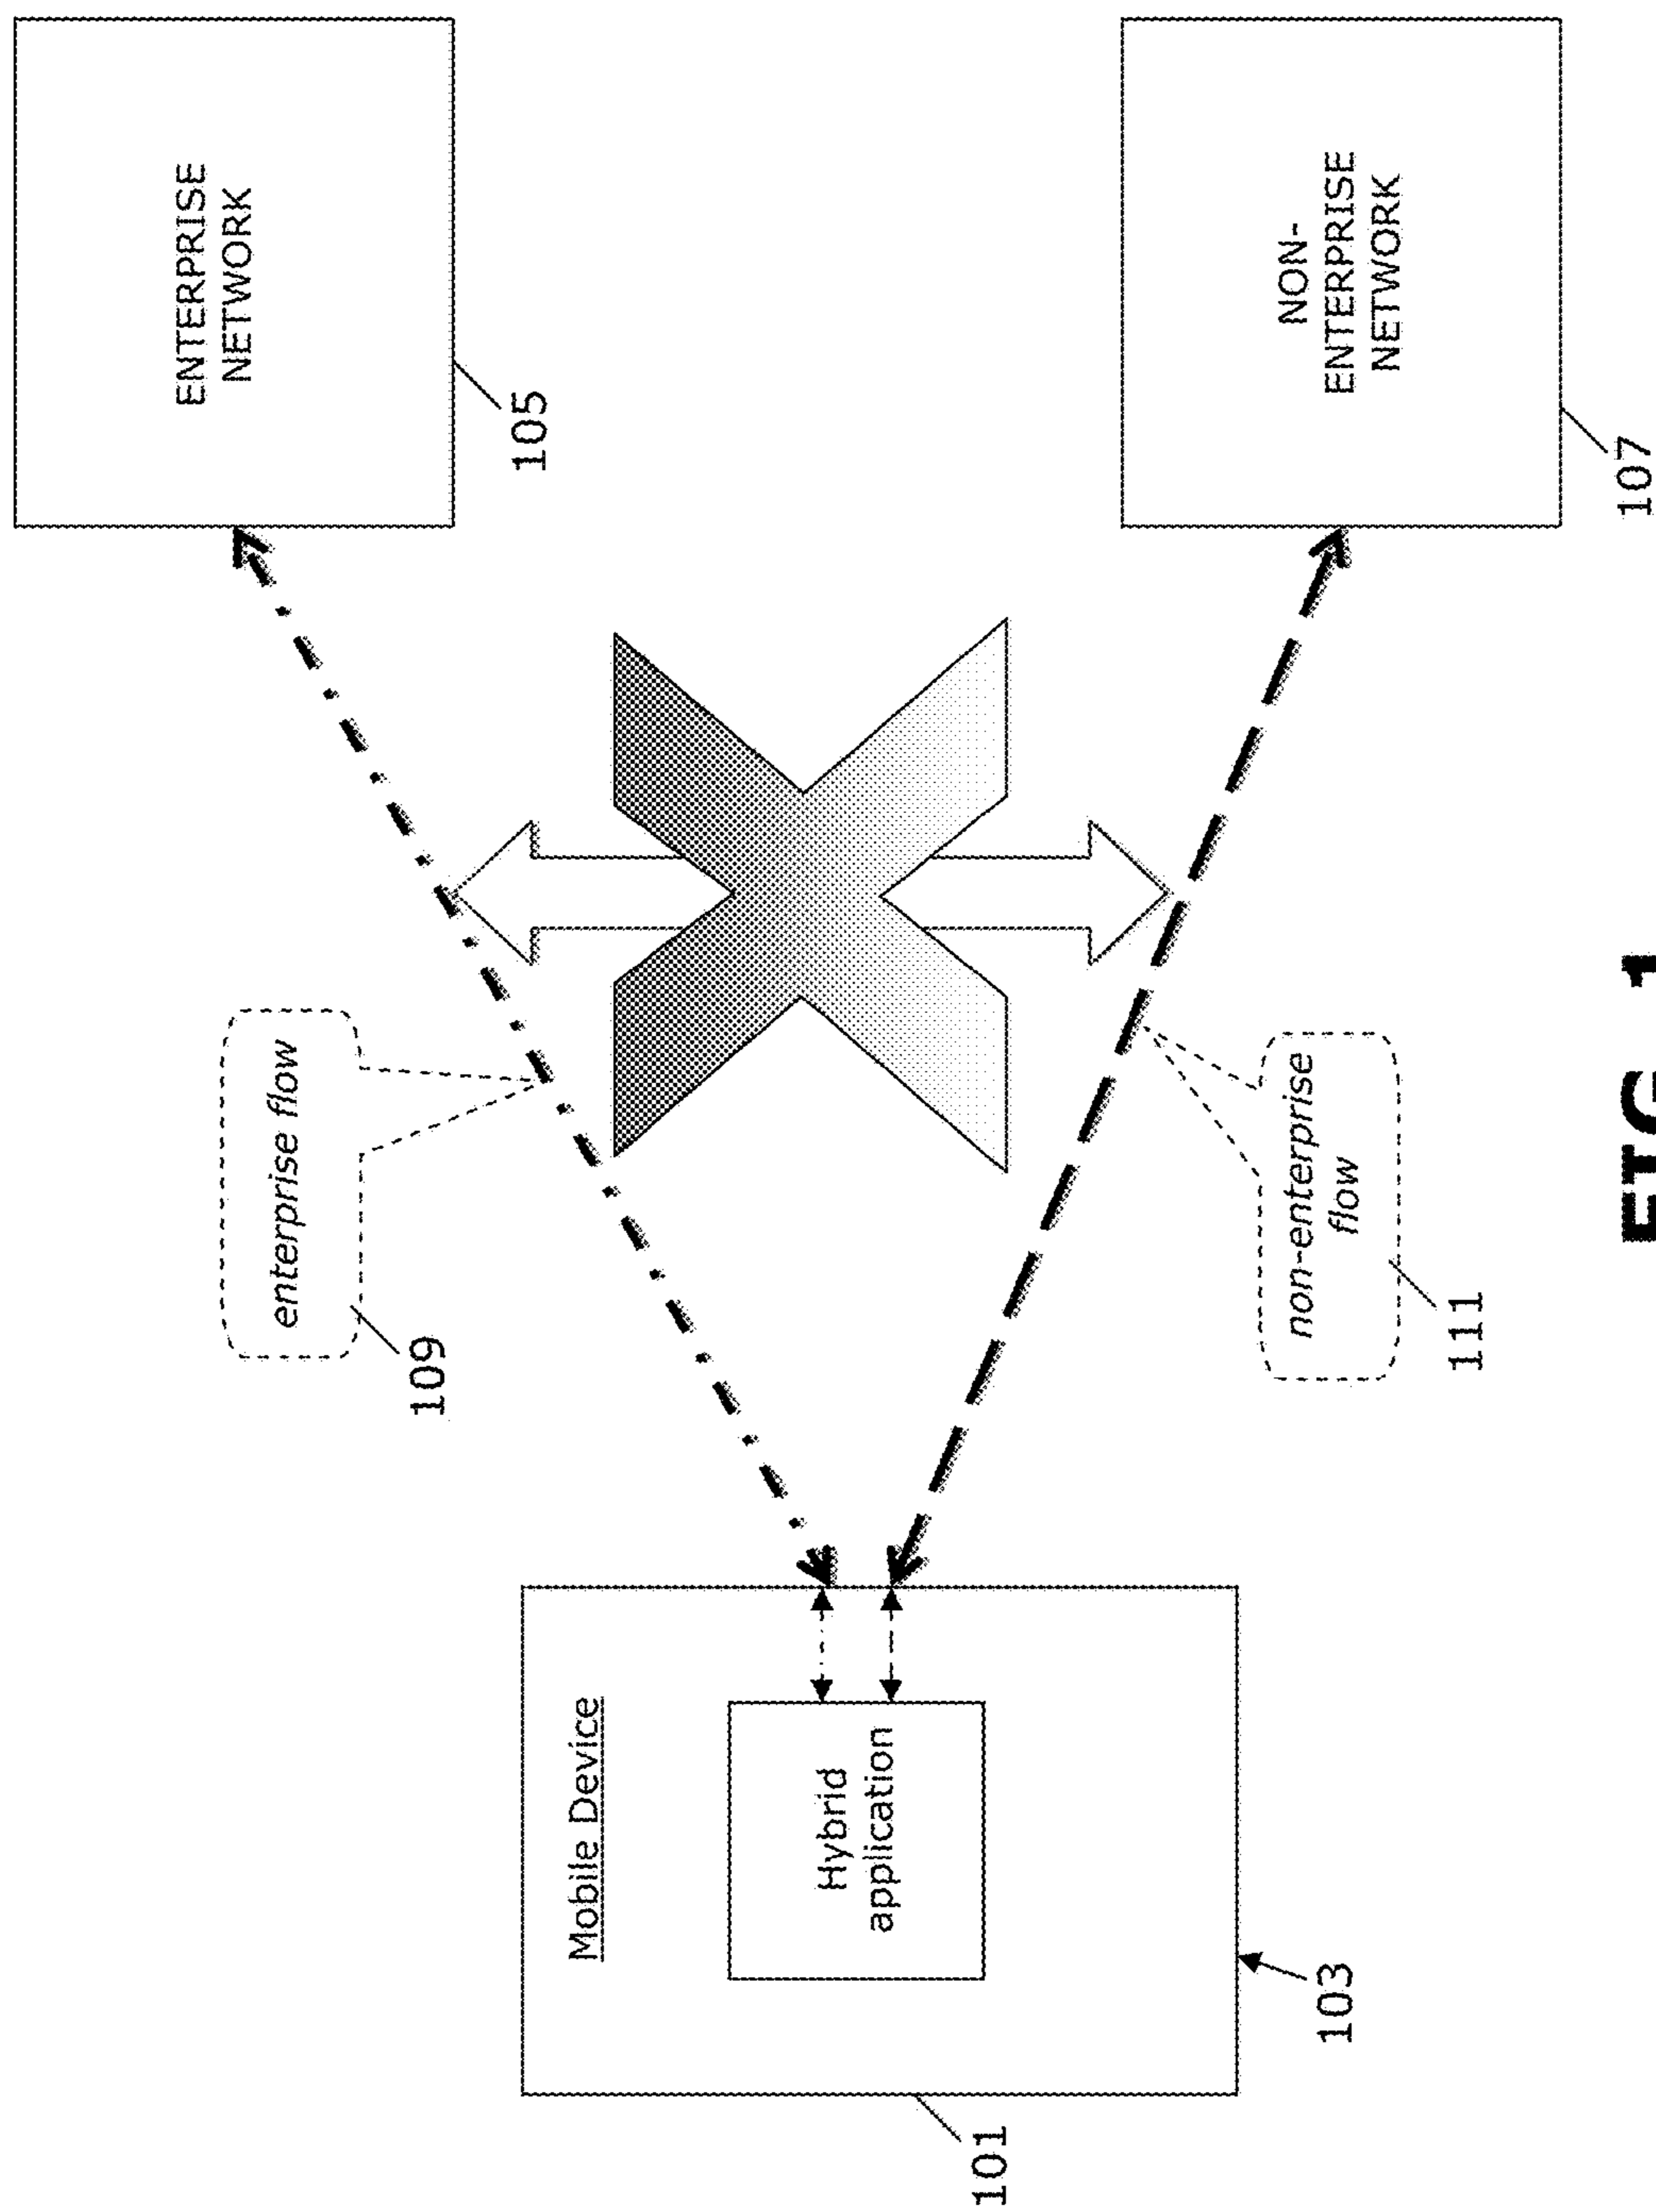 ENTERPRISE
NETWORK
105
enterprise flow
109
Mobile Device
Hybrid
application
101
103
NON-
ENTERPRISE
NETWORK
107
non-enterprise
flow
111
FIG. 1